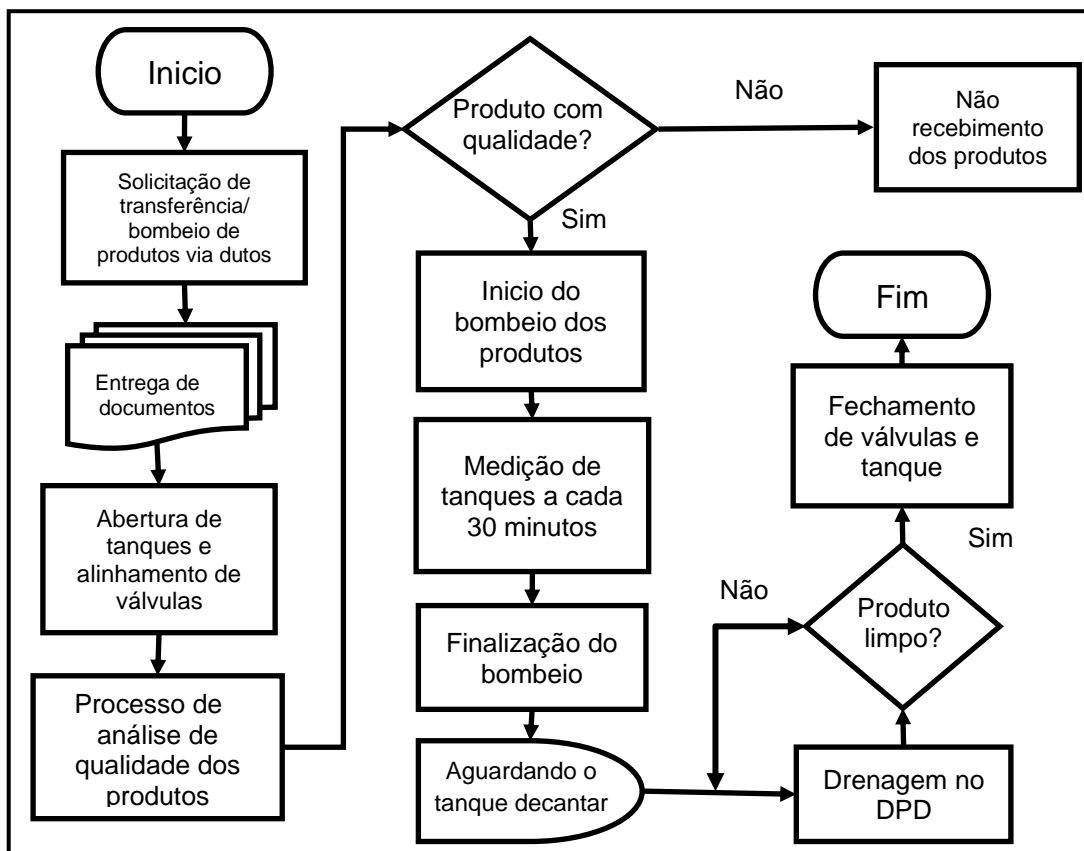 Inicio
Solicitação de
transferência/
bombeio de
produtos via dutos
Entrega de
documentos
Abertura de
tanques e
alinhamento de
válvulas
Processo de
análise de
qualidade dos
produtos
Produto com
qualidade?
Não
Não
recebimento
dos produtos
Sim
Inicio do
bombeio dos
produtos
Medição de
tanques a cada
30 minutos
Finalização do
bombeio
Aguardando o
tanque decantar
Drenagem no
DPD
Produto
limpo?
Não
Sim
Fechamento
de válvulas e
tanque
Fim